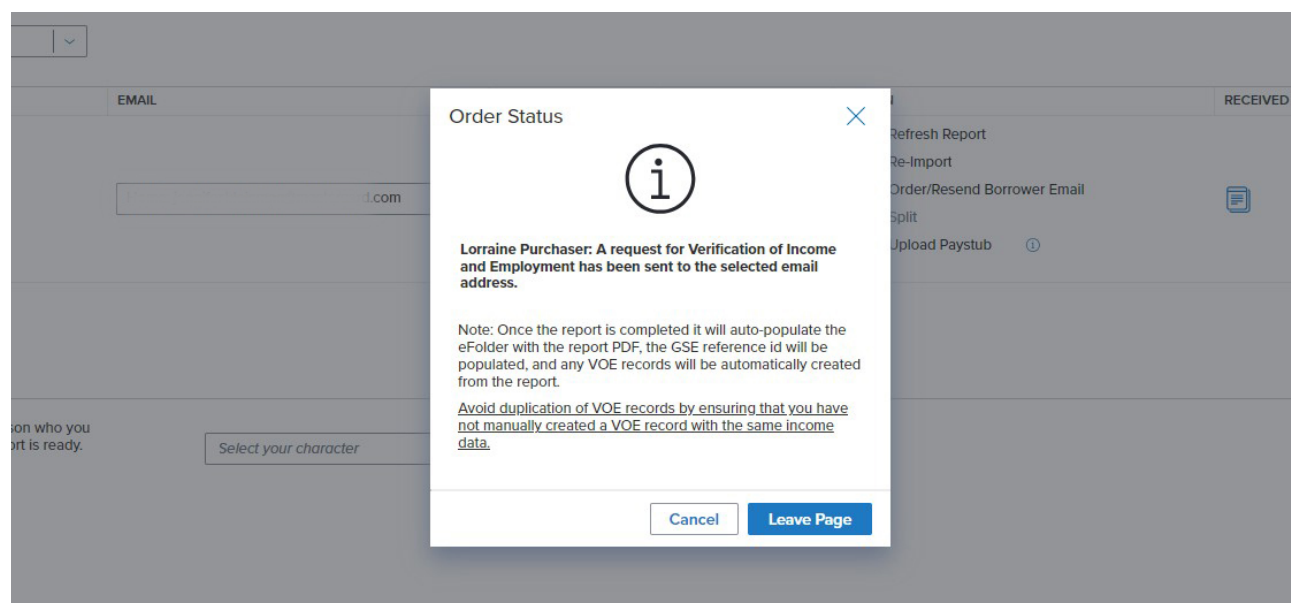 EMAIL
RECEIVED
.com
Refresh Report
Re-Import
Order/Resend Borrower Email
Split
Upload Paystub
Order Status
Lorraine Purchaser: A request for Verification of Income
and Employment has been sent to the selected email
address.
Note: Once the report is completed it will auto-populate the
eFolder with the report PDF, the GSE reference id will be
populated, and any VOE records will be automatically created
from the report.
Avoid duplication of VOE records by ensuring that you have
not manually created a VOE record with the same income
data.
Cancel
Leave Page
who you
is ready.
Select your character